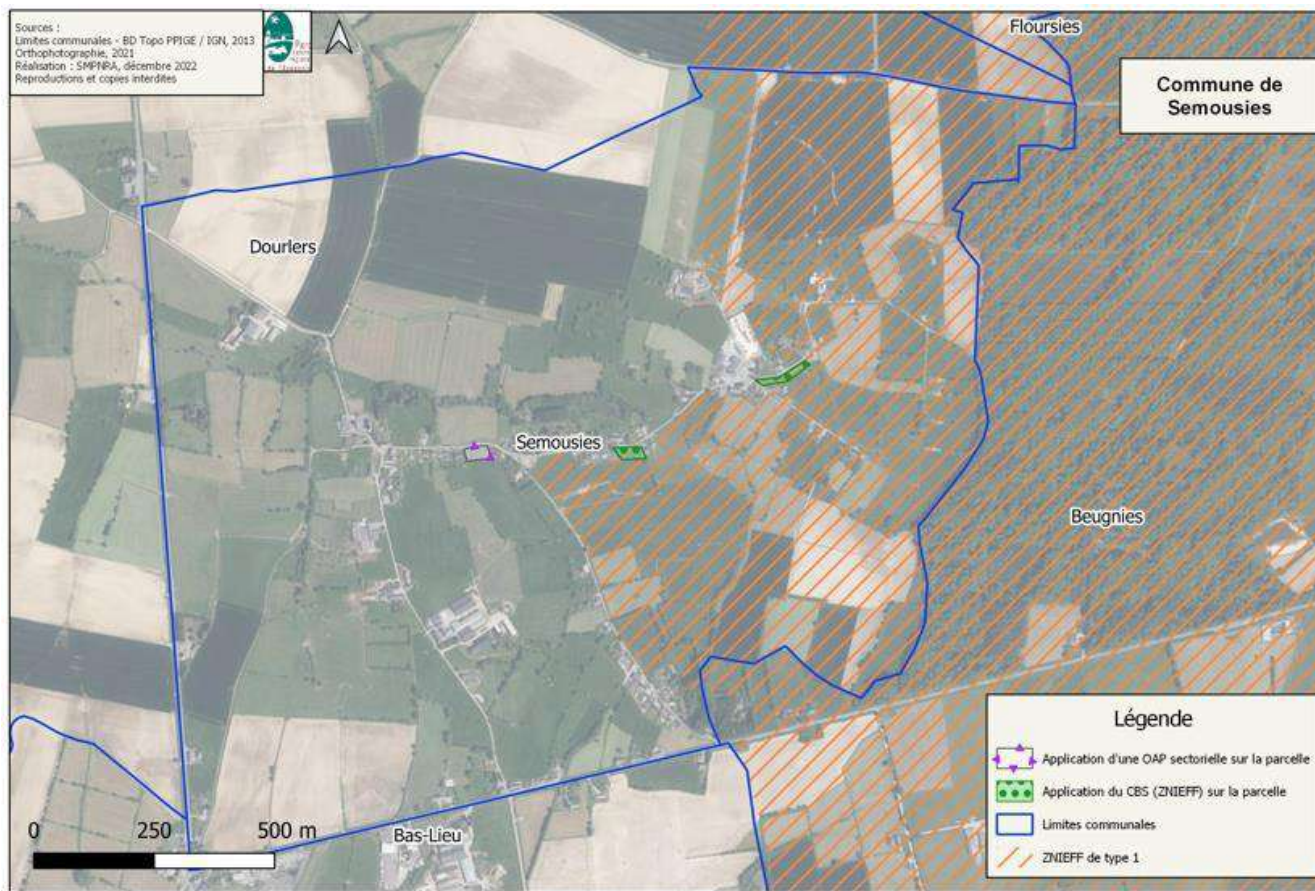 Sources :
Limites communales - BD Topo PPIGE / IGN, 2013
Orthophotographie, 2021
Réalisation : SMPNRA, décembre 2022
Reproductions et copies interdites
Floursies
Commune de
Semousies
Dourlers
Semousies
Beugnies
Bas-Lieu
0 250 500 m
Légende
Application d'une OAP sectorielle sur la parcelle
Application du CBS (ZNIEFF) sur la parcelle
Limites communales
ZNIEFF de type 1